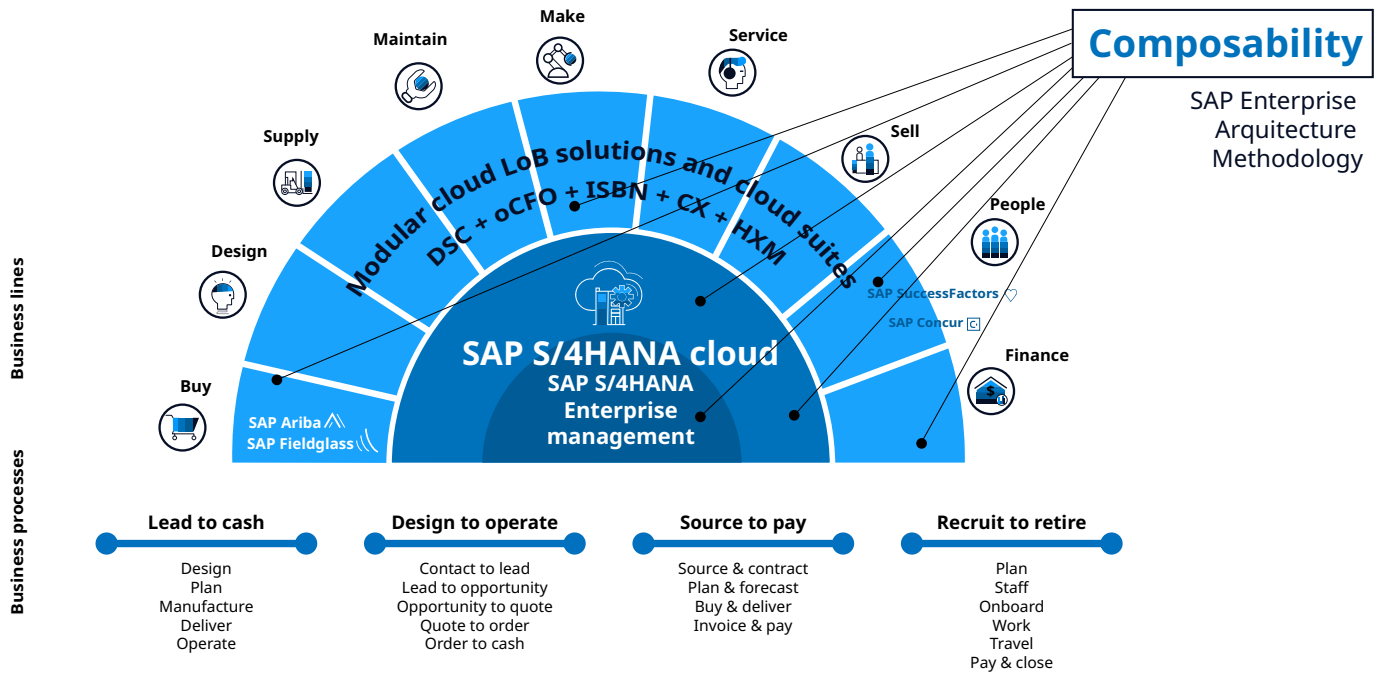 Composability
SAP Enterprise
Arquitecture
Methodology
Make
Maintain
Service
Supply
Sell
Design
People
Buy
Finance
Business lines
Modular cloud LoB solutions and cloud suites
DSC + oCFO + ISBN + CX + HXM
SAP SuccessFactors
SAP Concur
SAP S/4HANA cloud
SAP S/4HANA
Enterprise
management
SAP Ariba
SAP Fieldglass
$
Business processes
Lead to cash
Design
Plan
Manufacture
Deliver
Operate
Design to operate
Contact to lead
Lead to opportunity
Opportunity to quote
Quote to order
Order to cash
Source to pay
Source & contract
Plan & forecast
Buy & deliver
Invoice & pay
Recruit to retire
Plan
Staff
Onboard
Work
Travel
Pay & close